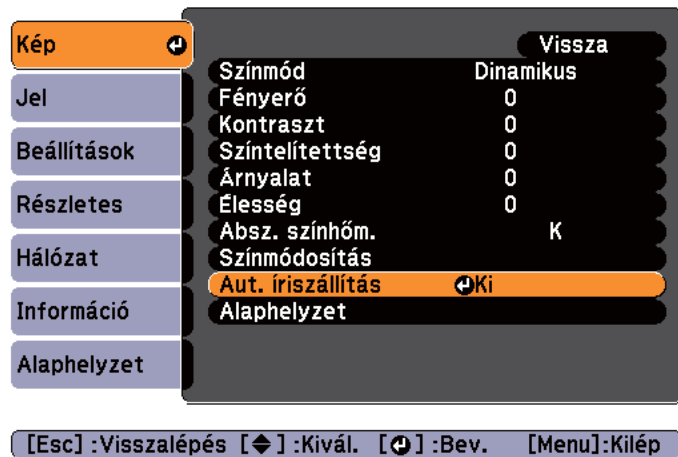 Kép
Jel
Beállítások
Részletes
Hálózat
Információ
Alaphelyzet
Vissza
Színmód Dinamikus
Fényerő 0
Kontraszt 0
Színtelítettség 0
Árnyalat 0
Élesség 0
Absz. színhőm. K
Színmódosítás
Aut. íriszállítás Ki
Alaphelyzet
[Esc] :Visszalépés [◆] :Kivál. [⏎] :Bev. [Menu]:Kilép